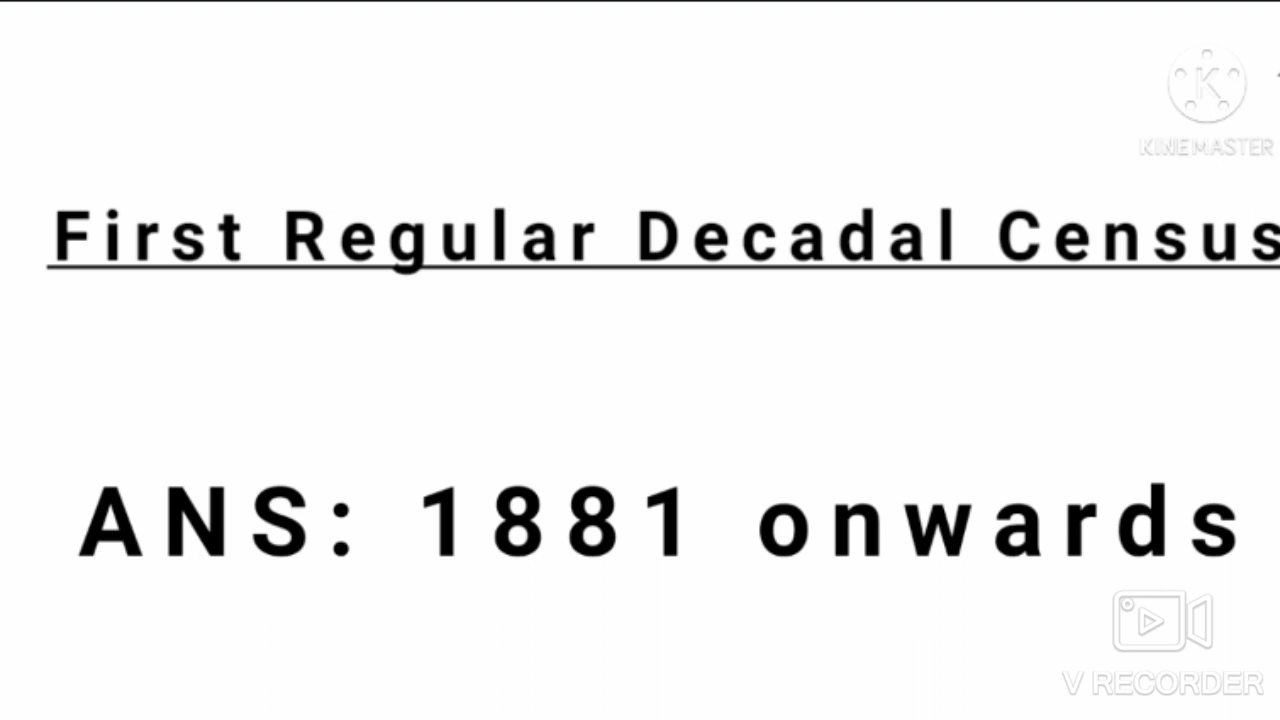 KINEMASTER
First Regular Decadal Census
ANS: 1881 onwards
V RECORDER